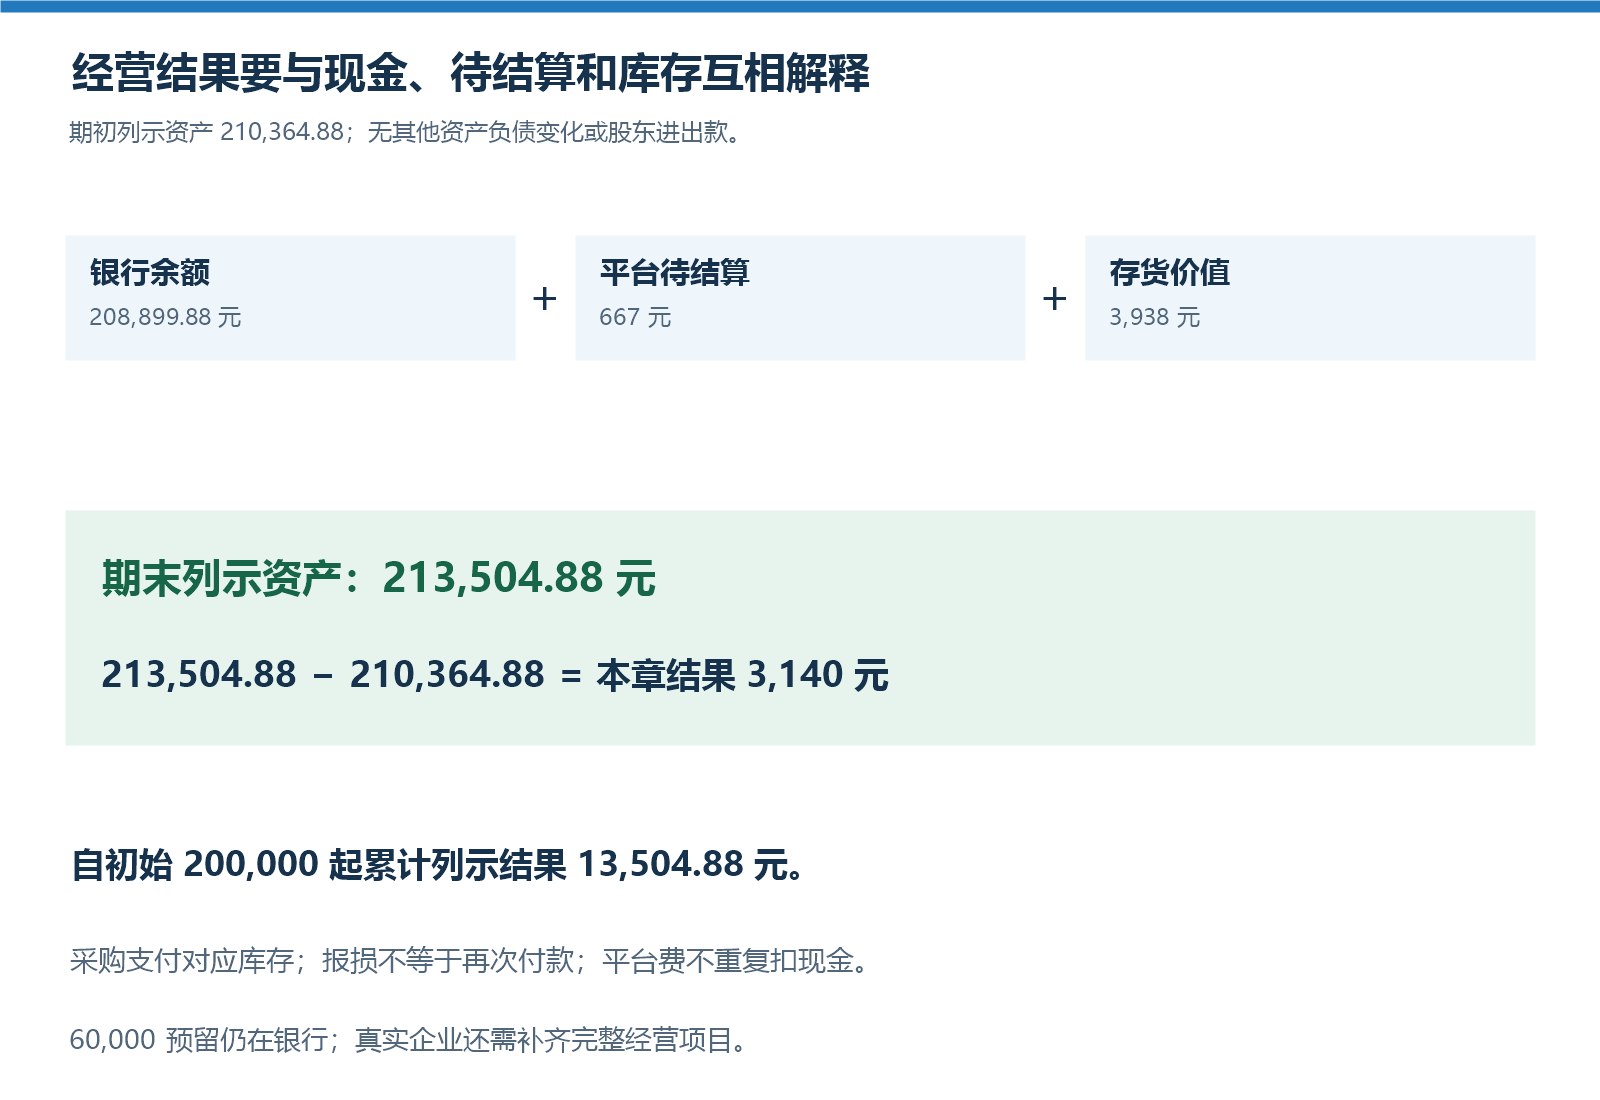 经营结果要与现金、待结算和库存互相解释
期初列示资产 210,364.88；无其他资产负债变化或股东进出款。
银行余额
208,899.88 元
+
平台待结算
667 元
+
存货价值
3,938 元
期末列示资产：213,504.88 元
213,504.88 − 210,364.88 = 本章结果 3,140 元
自初始 200,000 起累计列示结果 13,504.88 元。
采购支付对应库存；报损不等于再次付款；平台费不重复扣现金。
60,000 预留仍在银行；真实企业还需补齐完整经营项目。